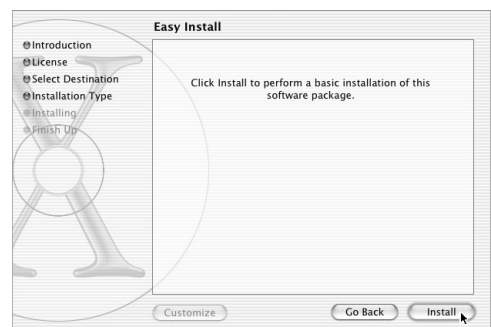 Easy Install
Introduction
License
Select Destination
Installation Type
Installing
Finish Up
Click Install to perform a basic installation of this
software package.
Customize
Go Back
Install